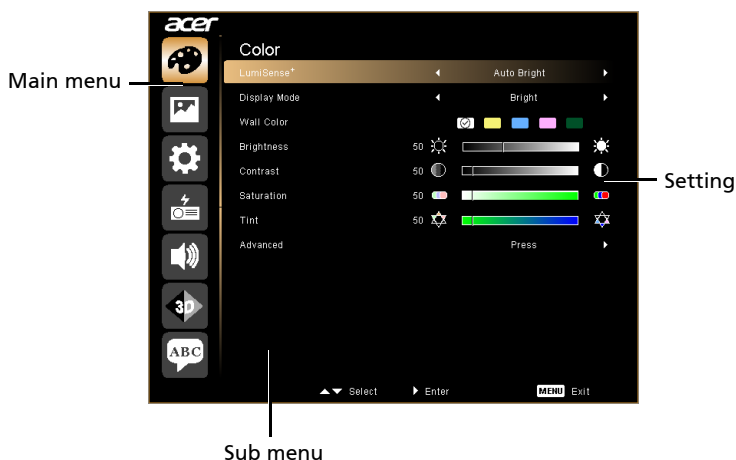 acer
Color
Main menu
LumiSense+ Auto Bright
Display Mode Bright
Wall Color
Brightness 50
Contrast 50
Setting
Saturation 50
Tint 50
Advanced Press
3D
ABC
Select Enter MENU Exit
Sub menu